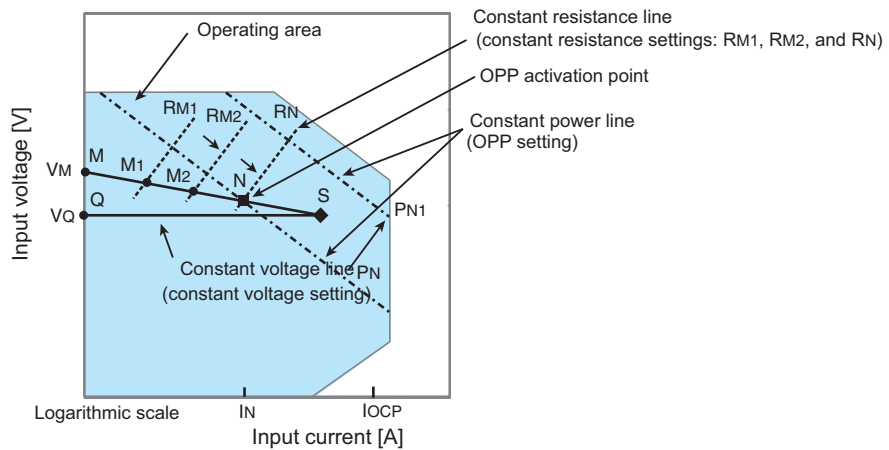 Constant resistance line
(constant resistance settings: RM1, RM2, and RN)
Operating area
OPP activation point
Constant power line
(OPP setting)
RM1
RM2
RN
Input voltage [V]
VM
M
M1
M2
N
S
PN1
VQ
Q
Constant voltage line
PN
(constant voltage setting)
Logarithmic scale
IN
IOCP
Input current [A]